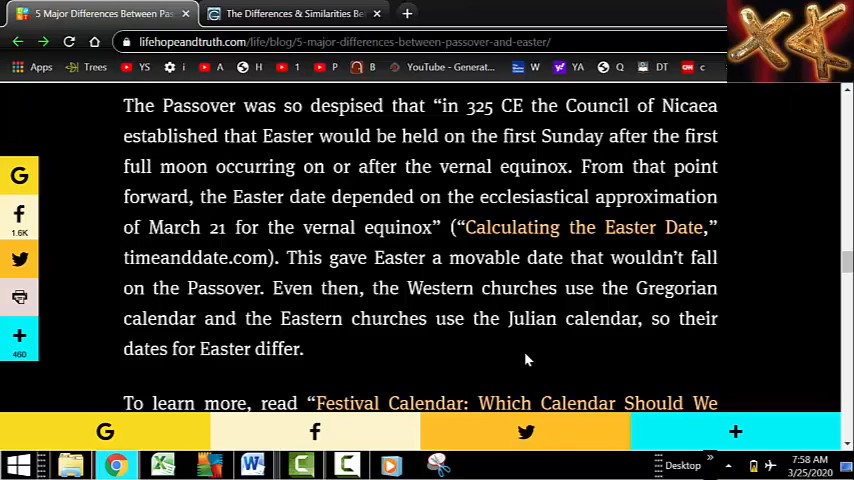 5 Major Differences Between Pas
The Differences & Similarities Be
lifehopeandtruth.com/life/blog/5-major-differences-between-passover-and-easter/
Apps Trees YS A H P B YouTube - Generat... W YA Q DT c
X4
The Passover was so despised that “in 325 CE the Council of Nicaea
established that Easter would be held on the first Sunday after the first
full moon occurring on or after the vernal equinox. From that point
forward, the Easter date depended on the ecclesiastical approximation
of March 21 for the vernal equinox” (“Calculating the Easter Date,”
timeanddate.com). This gave Easter a movable date that wouldn’t fall
on the Passover. Even then, the Western churches use the Gregorian
calendar and the Eastern churches use the Julian calendar, so their
dates for Easter differ.
To learn more, read “Festival Calendar: Which Calendar Should We
1.6K
460
Desktop
7:58 AM
3/25/2020